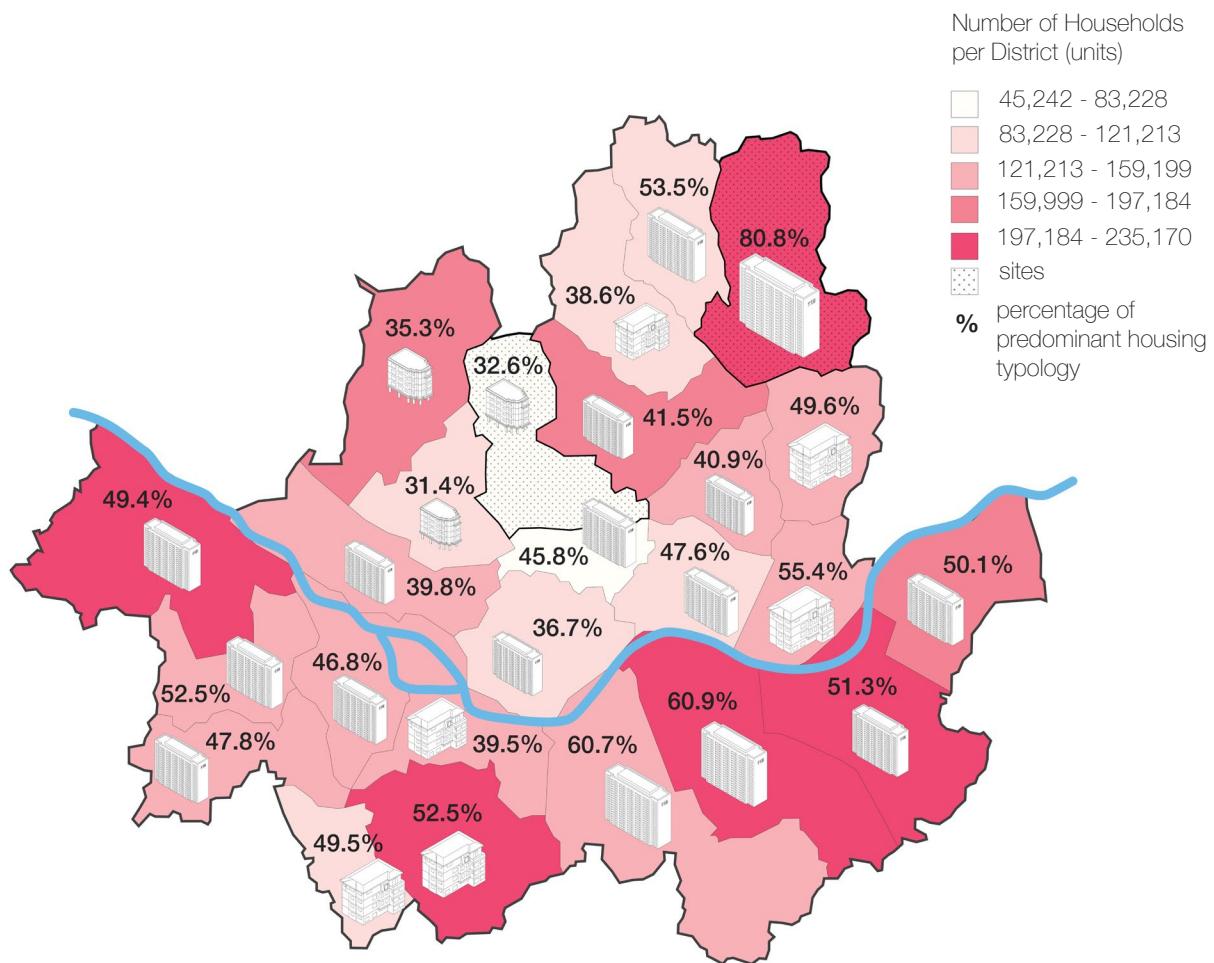 Number of Households
per District (units)
45,242 - 83,228
83,228 - 121,213
121,213 - 159,199
159,999 - 197,184
197,184 - 235,170
sites
% percentage of
predominant housing
typology
53.5%
80.8%
38.6%
35.3%
32.6%
41.5%
49.6%
40.9%
31.4%
49.4%
45.8%
47.6%
55.4%
50.1%
39.8%
36.7%
46.8%
52.5%
60.9%
51.3%
47.8%
39.5%
60.7%
52.5%
49.5%